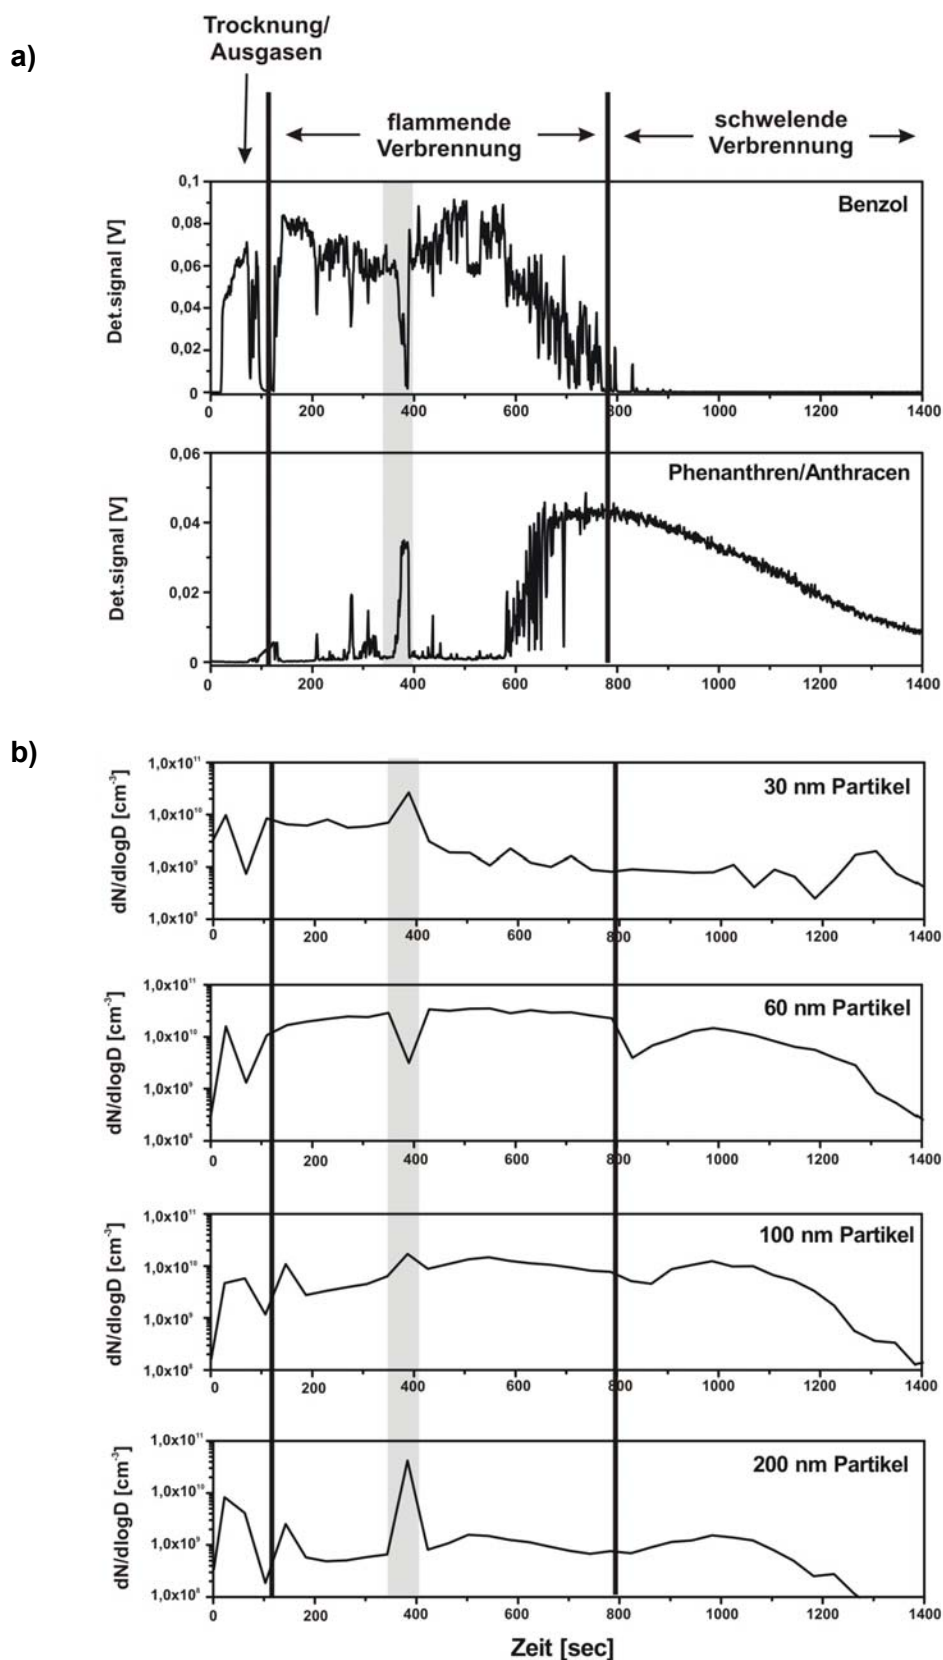 a)
Trocknung/
Ausgasen
flammende
Verbrennung
schwelende
Verbrennung
Benzol
Det.signal [V]
0,1
0,08
0,06
0,04
0,02
0
0 200 400 600 800 1000 1200 1400
Phenanthren/Anthracen
Det.signal [V]
0,06
0,04
0,02
0
0 200 400 600 800 1000 1200 1400
b)
30 nm Partikel
dN/dlogD [cm⁻³]
1,0x10¹¹
1,0x10¹⁰
1,0x10⁹
1,0x10⁸
0 200 400 600 800 1000 1200 1400
60 nm Partikel
dN/dlogD [cm⁻³]
1,0x10¹¹
1,0x10¹⁰
1,0x10⁹
1,0x10⁸
0 200 400 600 800 1000 1200 1400
100 nm Partikel
dN/dlogD [cm⁻³]
1,0x10¹¹
1,0x10¹⁰
1,0x10⁹
1,0x10⁸
0 200 400 600 800 1000 1200 1400
200 nm Partikel
dN/dlogD [cm⁻³]
1,0x10¹¹
1,0x10¹⁰
1,0x10⁹
1,0x10⁸
0 200 400 600 800 1000 1200 1400
Zeit [sec]